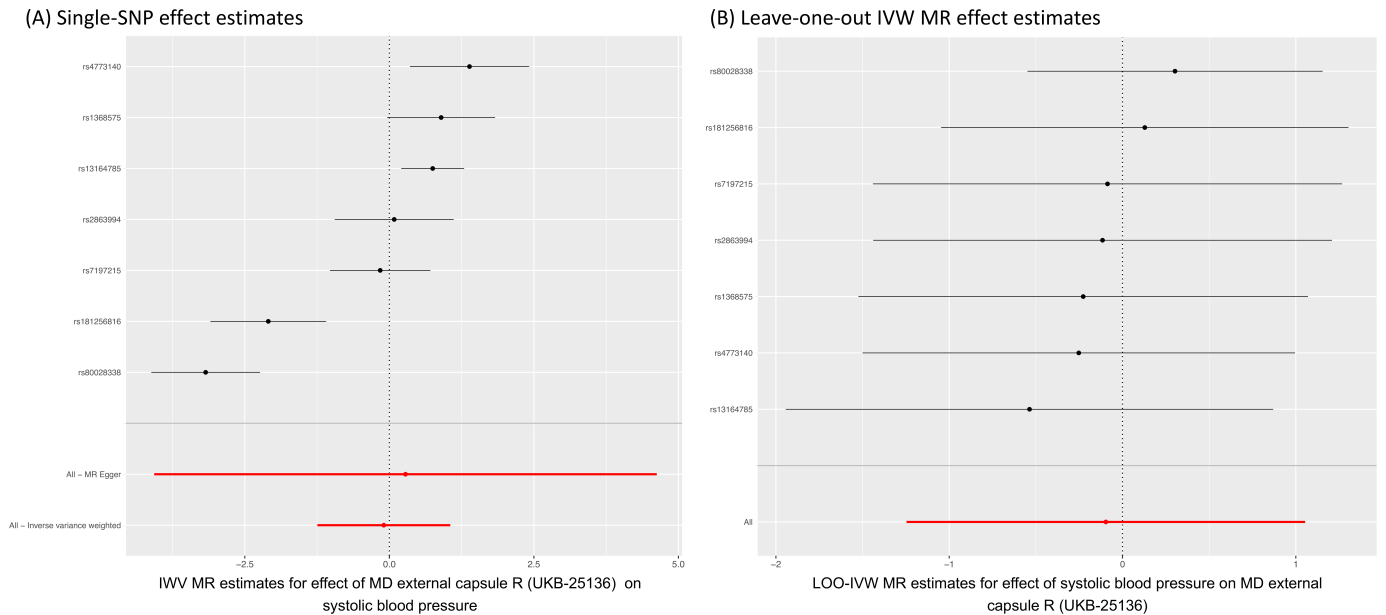 (A) Single-SNP effect estimates
rs4773140
rs1368575
rs13164785
rs2863994
rs7197215
rs181256816
rs80028338
All − MR Egger
All − Inverse variance weighted
−2.5
0.0
2.5
5.0
IWV MR estimates for effect of MD external capsule R (UKB-25136) on
systolic blood pressure
(B) Leave-one-out IVW MR effect estimates
rs80028338
rs181256816
rs7197215
rs2863994
rs1368575
rs4773140
rs13164785
All
−2
−1
0
1
LOO-IVW MR estimates for effect of systolic blood pressure on MD external
capsule R (UKB-25136)